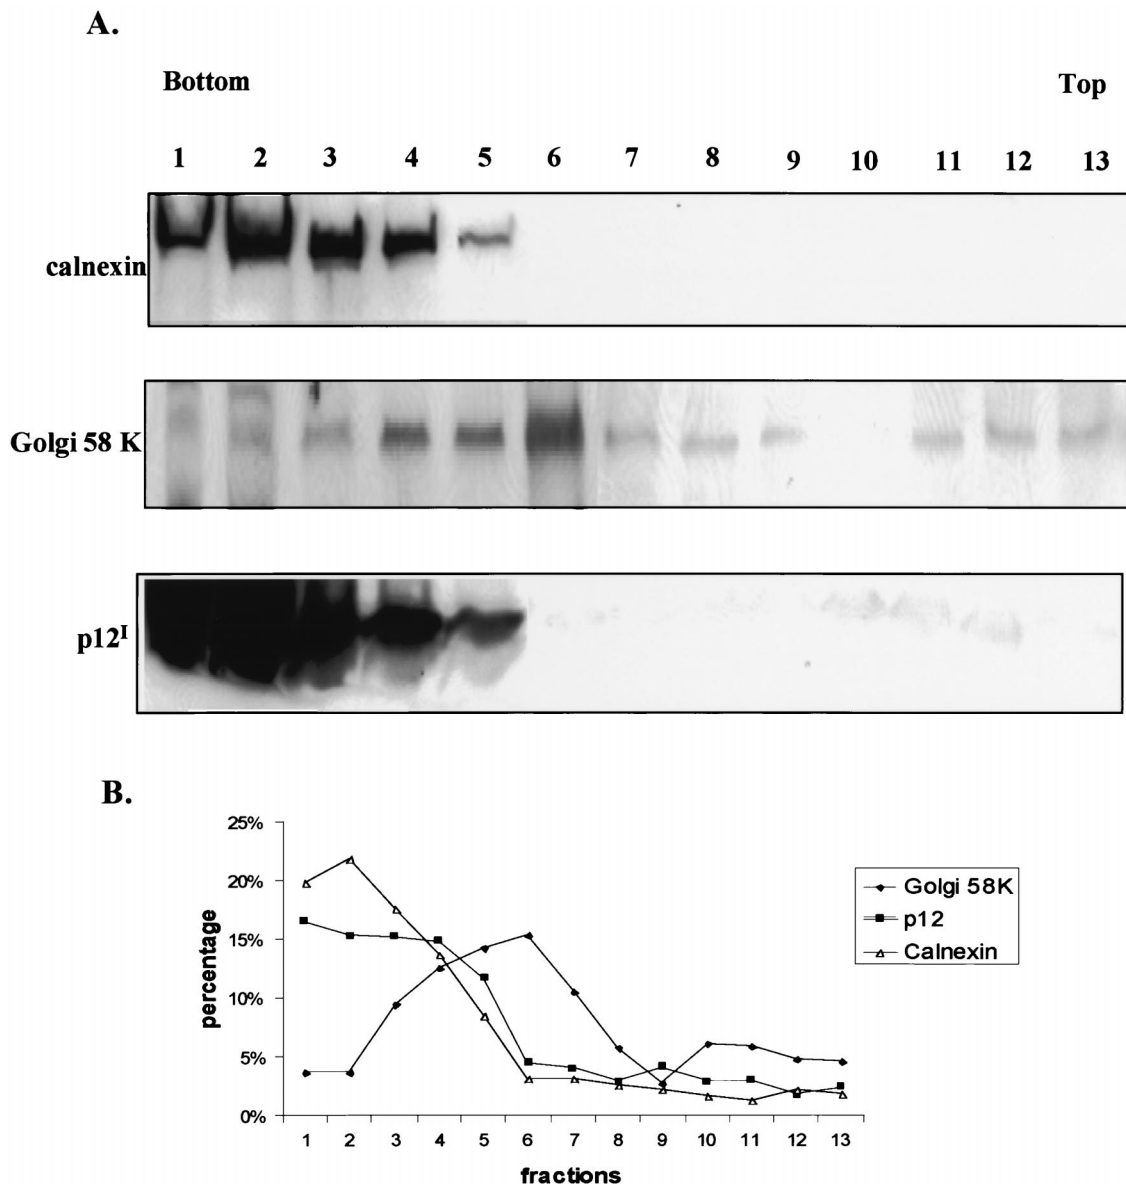 A.
Bottom Top
1 2 3 4 5 6 7 8 9 10 11 12 13
calnexin
Golgi 58 K
p12ᴵ
B.
25%
20%
15%
10%
5%
0%
percentage
1 2 3 4 5 6 7 8 9 10 11 12 13
fractions
Golgi 58K
p12
Calnexin